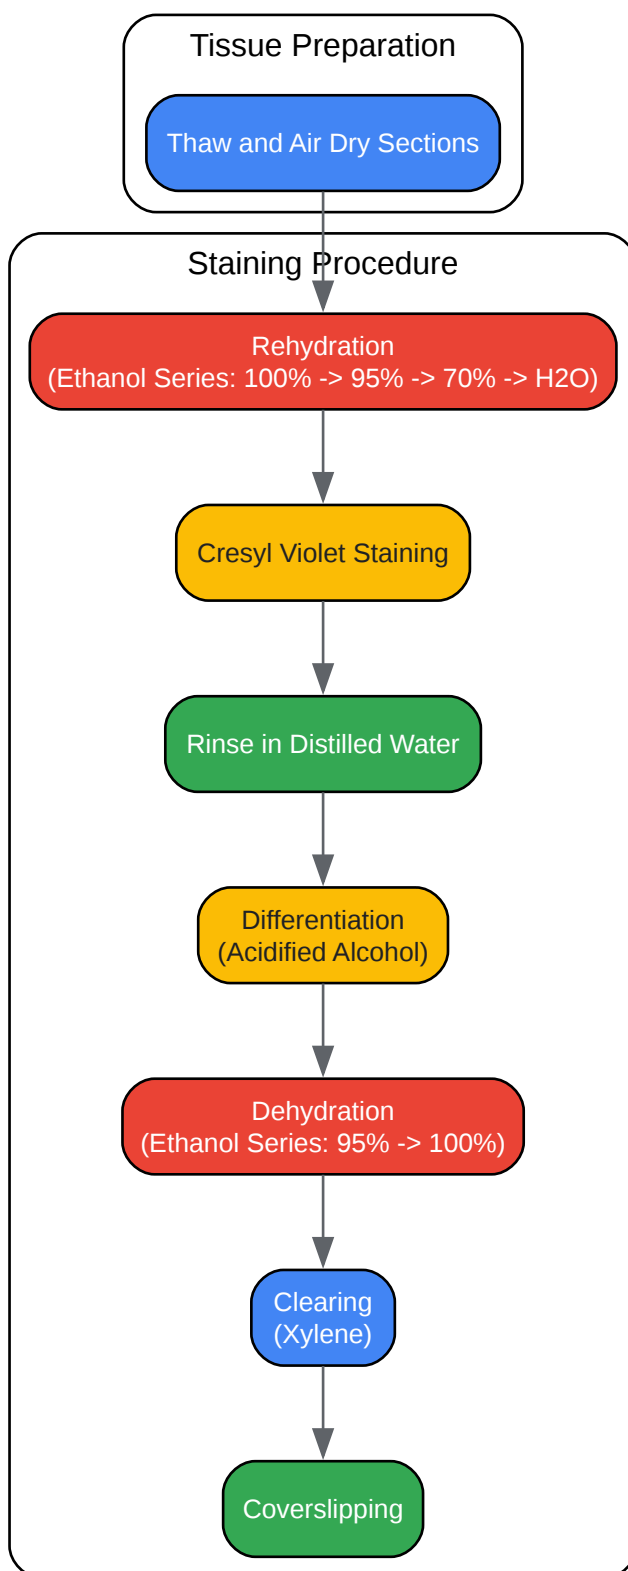 Tissue Preparation
Thaw and Air Dry Sections
Staining Procedure
Rehydration
(Ethanol Series: 100% -> 95% -> 70% -> H2O)
Cresyl Violet Staining
Rinse in Distilled Water
Differentiation
(Acidified Alcohol)
Dehydration
(Ethanol Series: 95% -> 100%)
Clearing
(Xylene)
Coverslipping